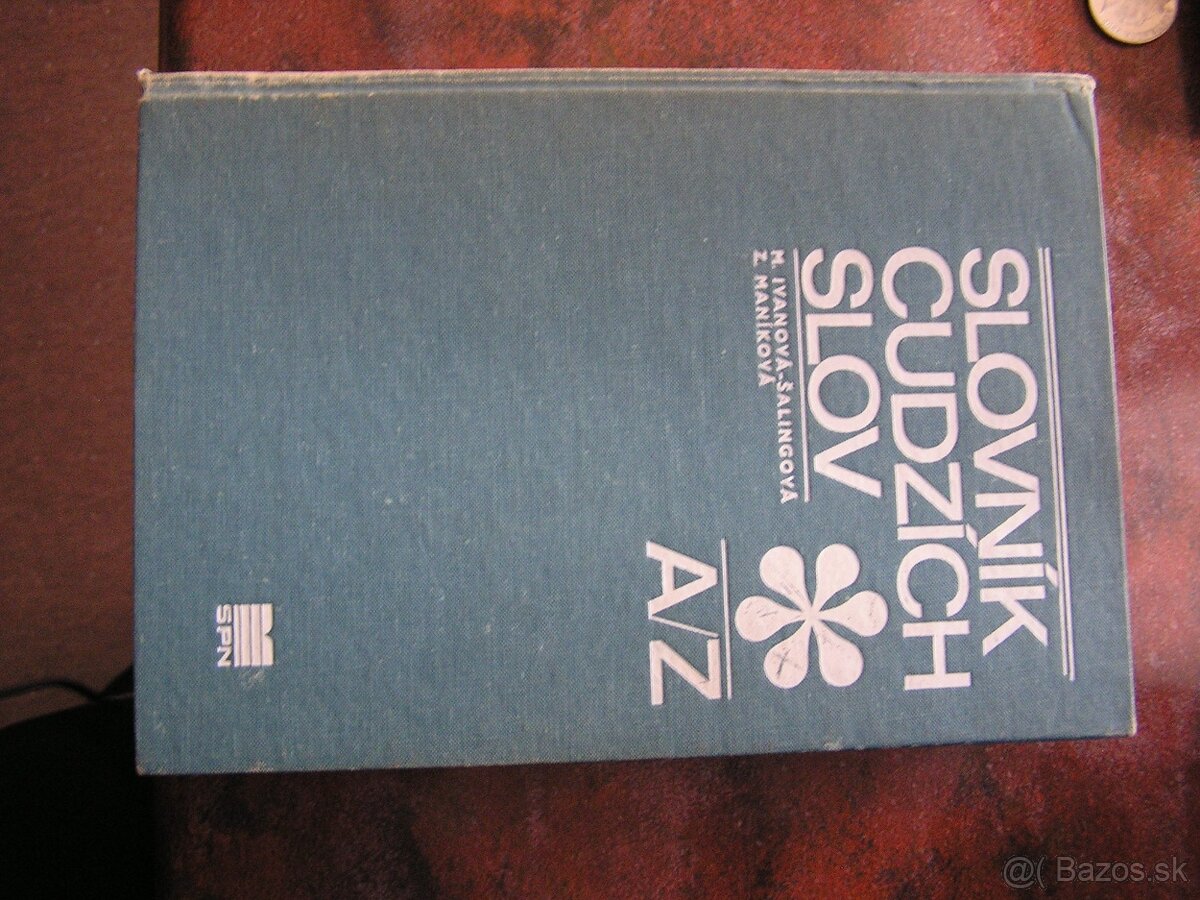 SLOVNÍK
CUDZÍCH
SLOV
M. IVANOVÁ-ŠALINGOVÁ
Z. MANÍKOVÁ
A/Z
SPN
@( Bazos.sk